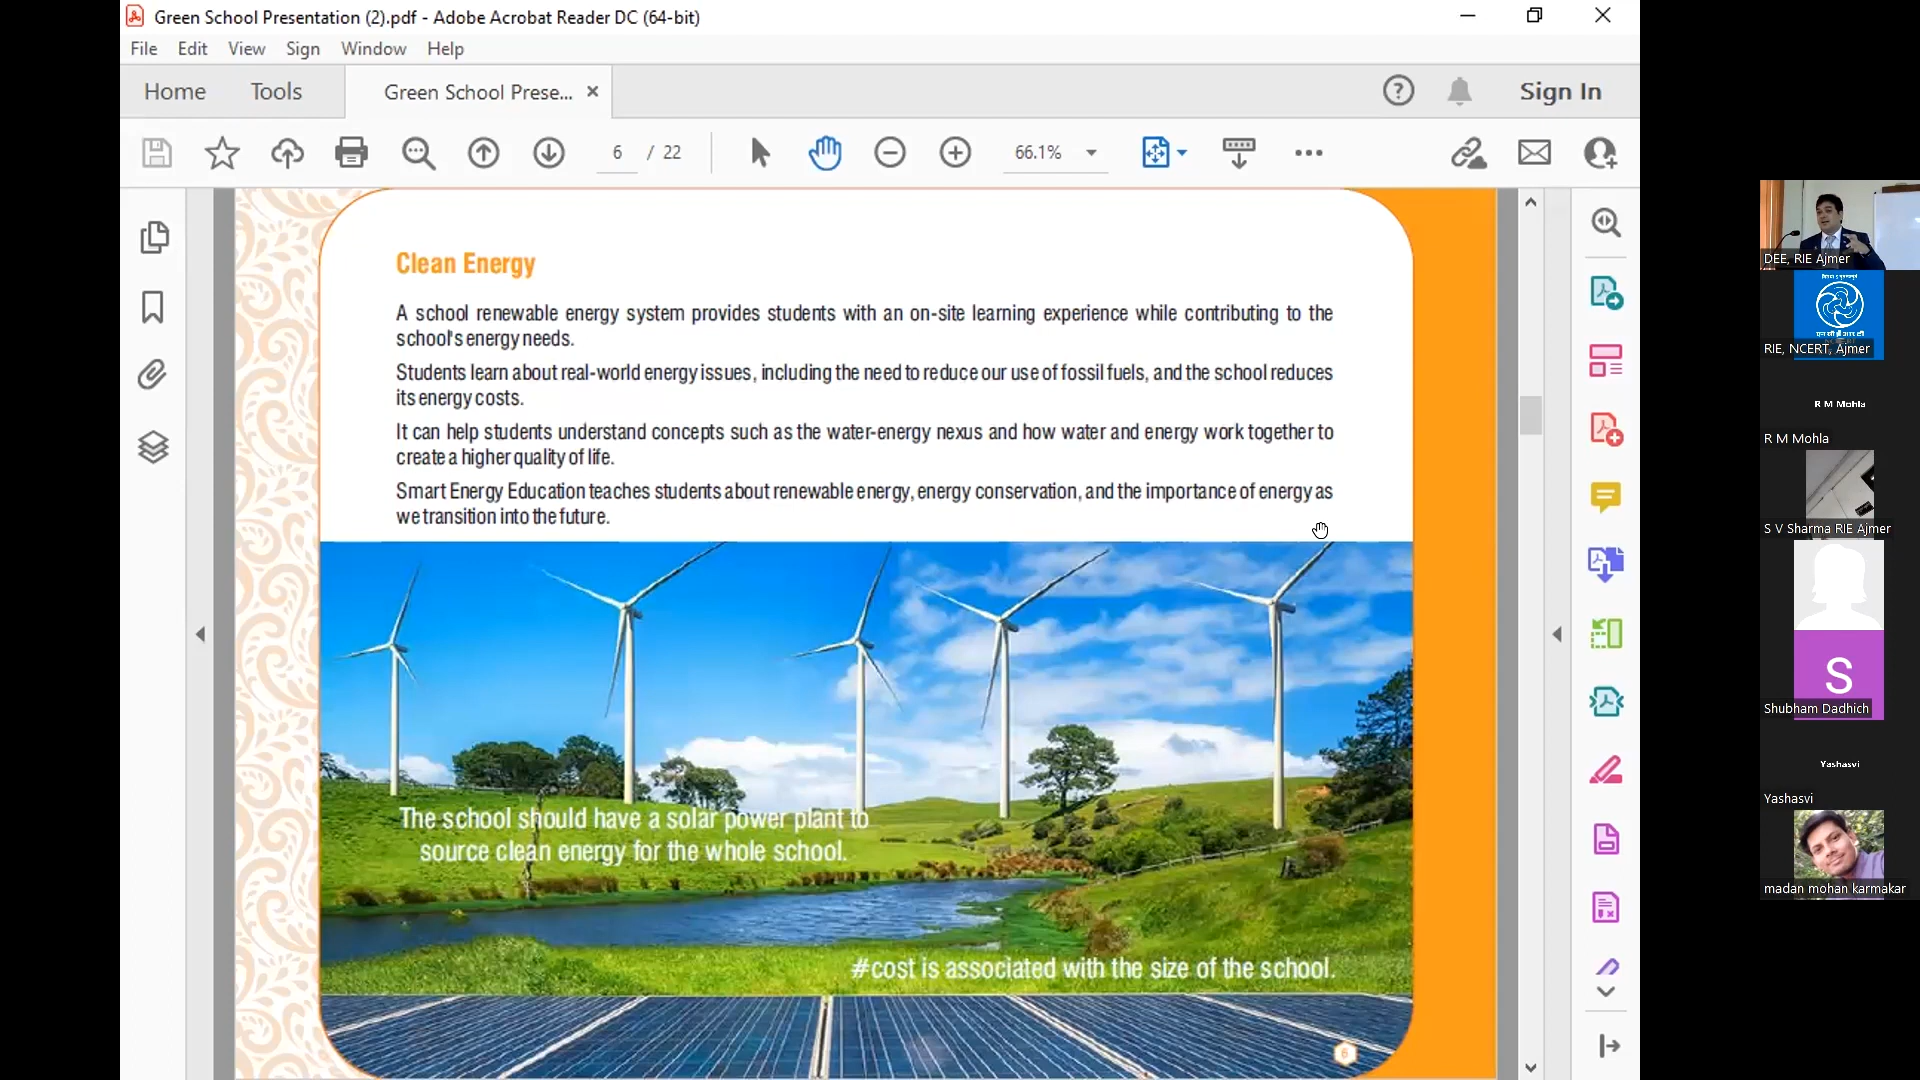 Green School Presentation (2).pdf - Adobe Acrobat Reader DC (64-bit)
File Edit View Sign Window Help
Home Tools Green School Prese... Sign In
6 / 22 66.1%
Clean Energy
A school renewable energy system provides students with an on-site learning experience while contributing to the
school's energy needs.
Students learn about real-world energy issues, including the need to reduce our use of fossil fuels, and the school reduces
its energy costs.
It can help students understand concepts such as the water-energy nexus and how water and energy work together to
create a higher quality of life.
Smart Energy Education teaches students about renewable energy, energy conservation, and the importance of energy as
we transition into the future.
The school should have a solar power plant to
source clean energy for the whole school.
#cost is associated with the size of the school.
6
DEE, RIE Ajmer
RIE, NCERT, Ajmer
R M Mohla
R M Mohla
S V Sharma RIE Ajmer
S
Shubham Dadhich
Yashasvi
Yashasvi
madan mohan karmakar